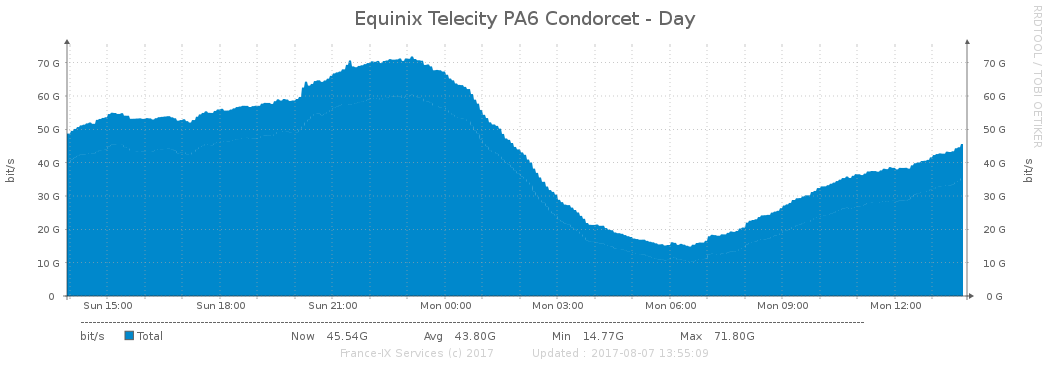 Equinix Telecity PA6 Condorcet - Day
RRDTOOL / TOBI OETIKER
bit/s
70 G 70 G
60 G 60 G
50 G 50 G
40 G 40 G
30 G 30 G
20 G 20 G
10 G 10 G
0 0 G
bit/s
Sun 15:00 Sun 18:00 Sun 21:00 Mon 00:00 Mon 03:00 Mon 06:00 Mon 09:00 Mon 12:00
bit/s Total Now 45.54G Avg 43.80G Min 14.77G Max 71.80G
France-IX Services (c) 2017 Updated : 2017-08-07 13:55:09